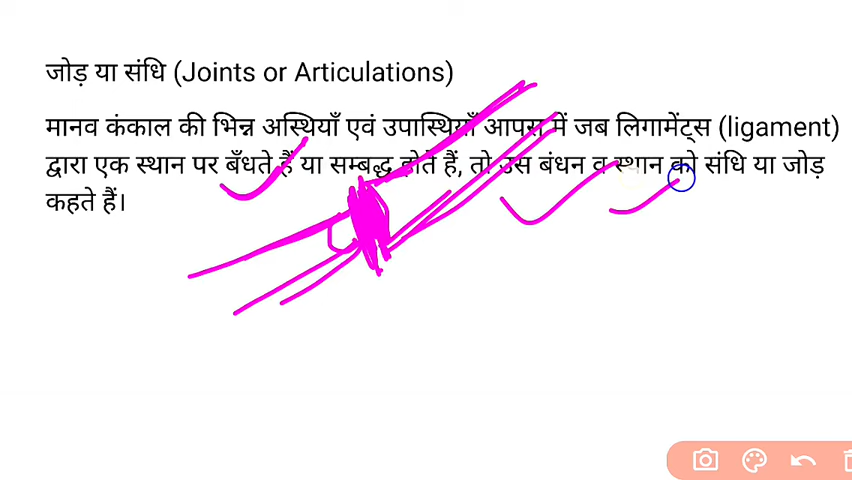 जोड़ या संधि (Joints or Articulations)
मानव कंकाल की भिन्न अस्थियाँ एवं उपास्थियाँ आपस में जब लिगामेंट्स (ligament)
द्वारा एक स्थान पर बँधते हैं या सम्बद्ध होते हैं, तो उस बंधन व स्थान को संधि या जोड़
कहते हैं।